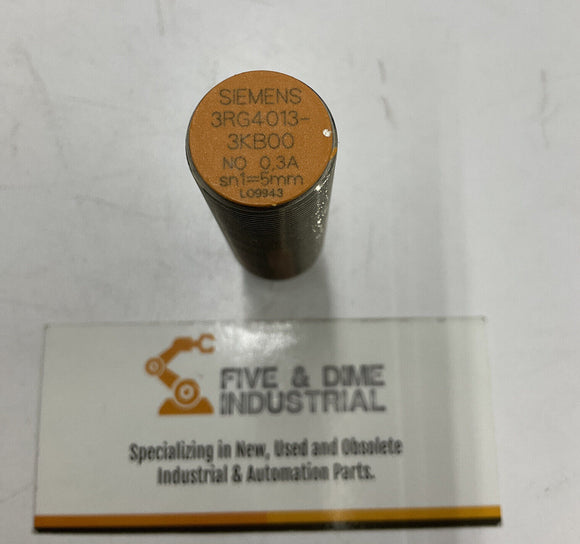 SIEMENS
3RG4013-
3KB00
NO 0,3A
sn1=5mm
LO9943
FIVE & DIME
INDUSTRIAL
Specializing in New, Used and Obsolete
Industrial & Automation Parts.